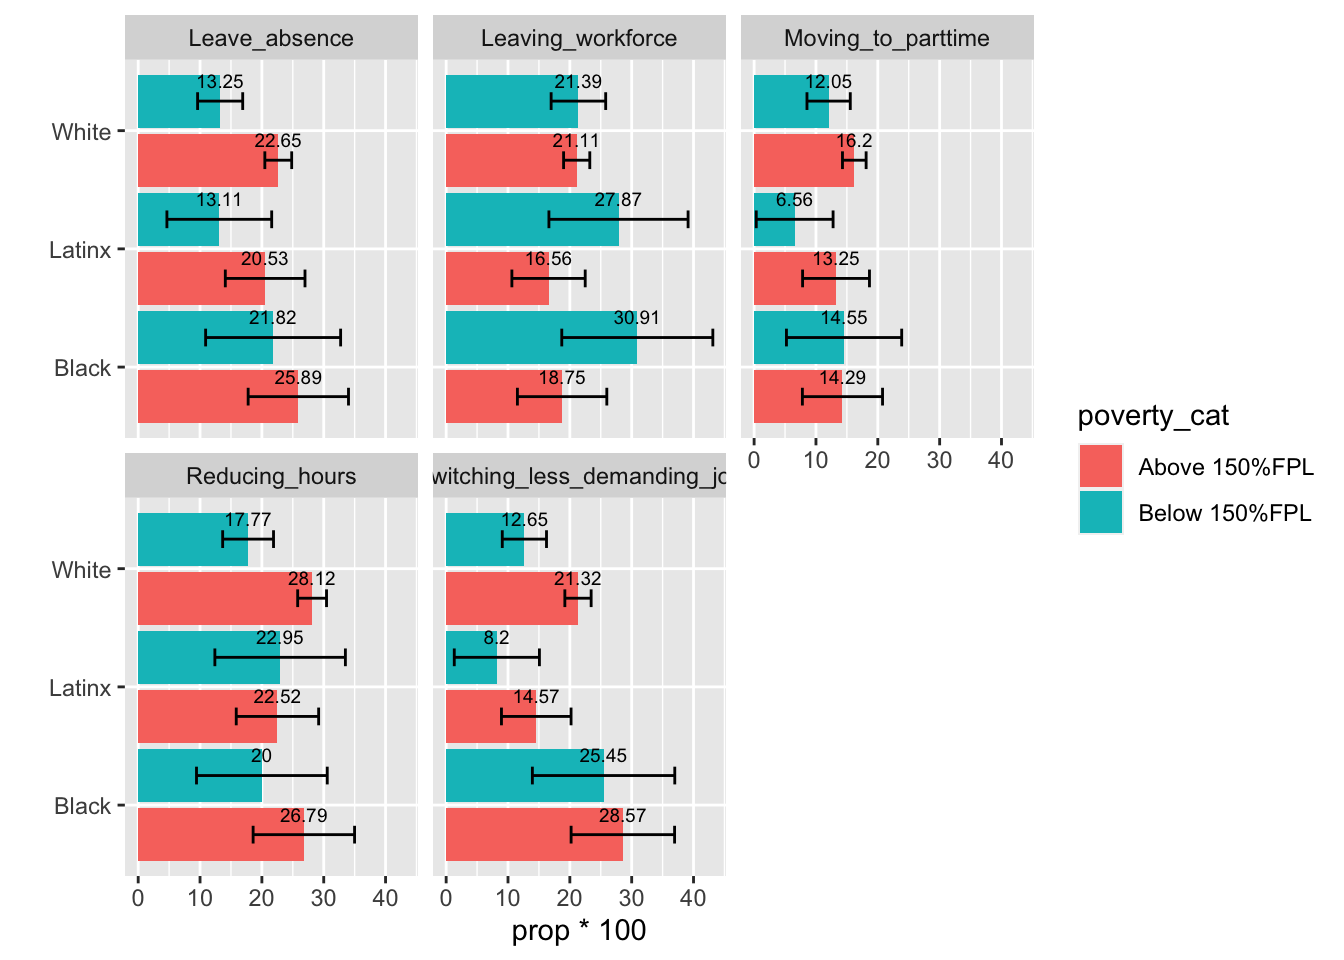 Leave_absence
Leaving_workforce
Moving_to_parttime
White
Latinx
Black
13.25
22.65
13.11
20.53
21.82
25.89
21.39
21.11
27.87
16.56
30.91
18.75
12.05
16.2
6.56
13.25
14.55
14.29
0 10 20 30 40
poverty_cat
Above 150%FPL
Below 150%FPL
Reducing_hours
witching_less_demanding_jo
White
Latinx
Black
17.77
28.12
22.95
22.52
20
26.79
12.65
21.32
8.2
14.57
25.45
28.57
0 10 20 30 40
0 10 20 30 40
prop * 100